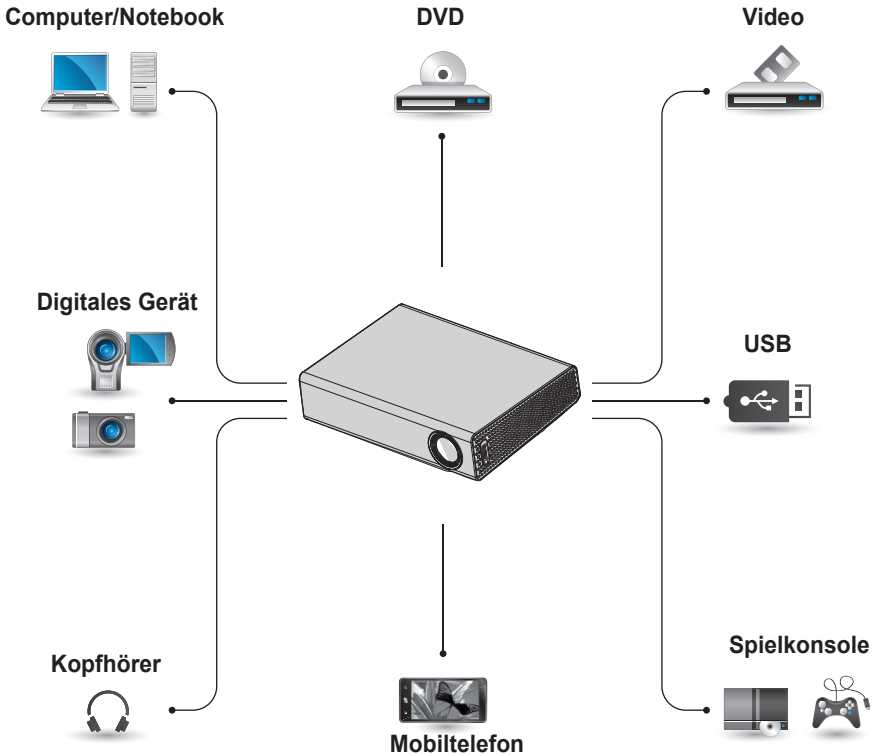 Computer/Notebook
DVD
Video
Digitales Gerät
USB
Kopfhörer
Mobiltelefon
Spielkonsole